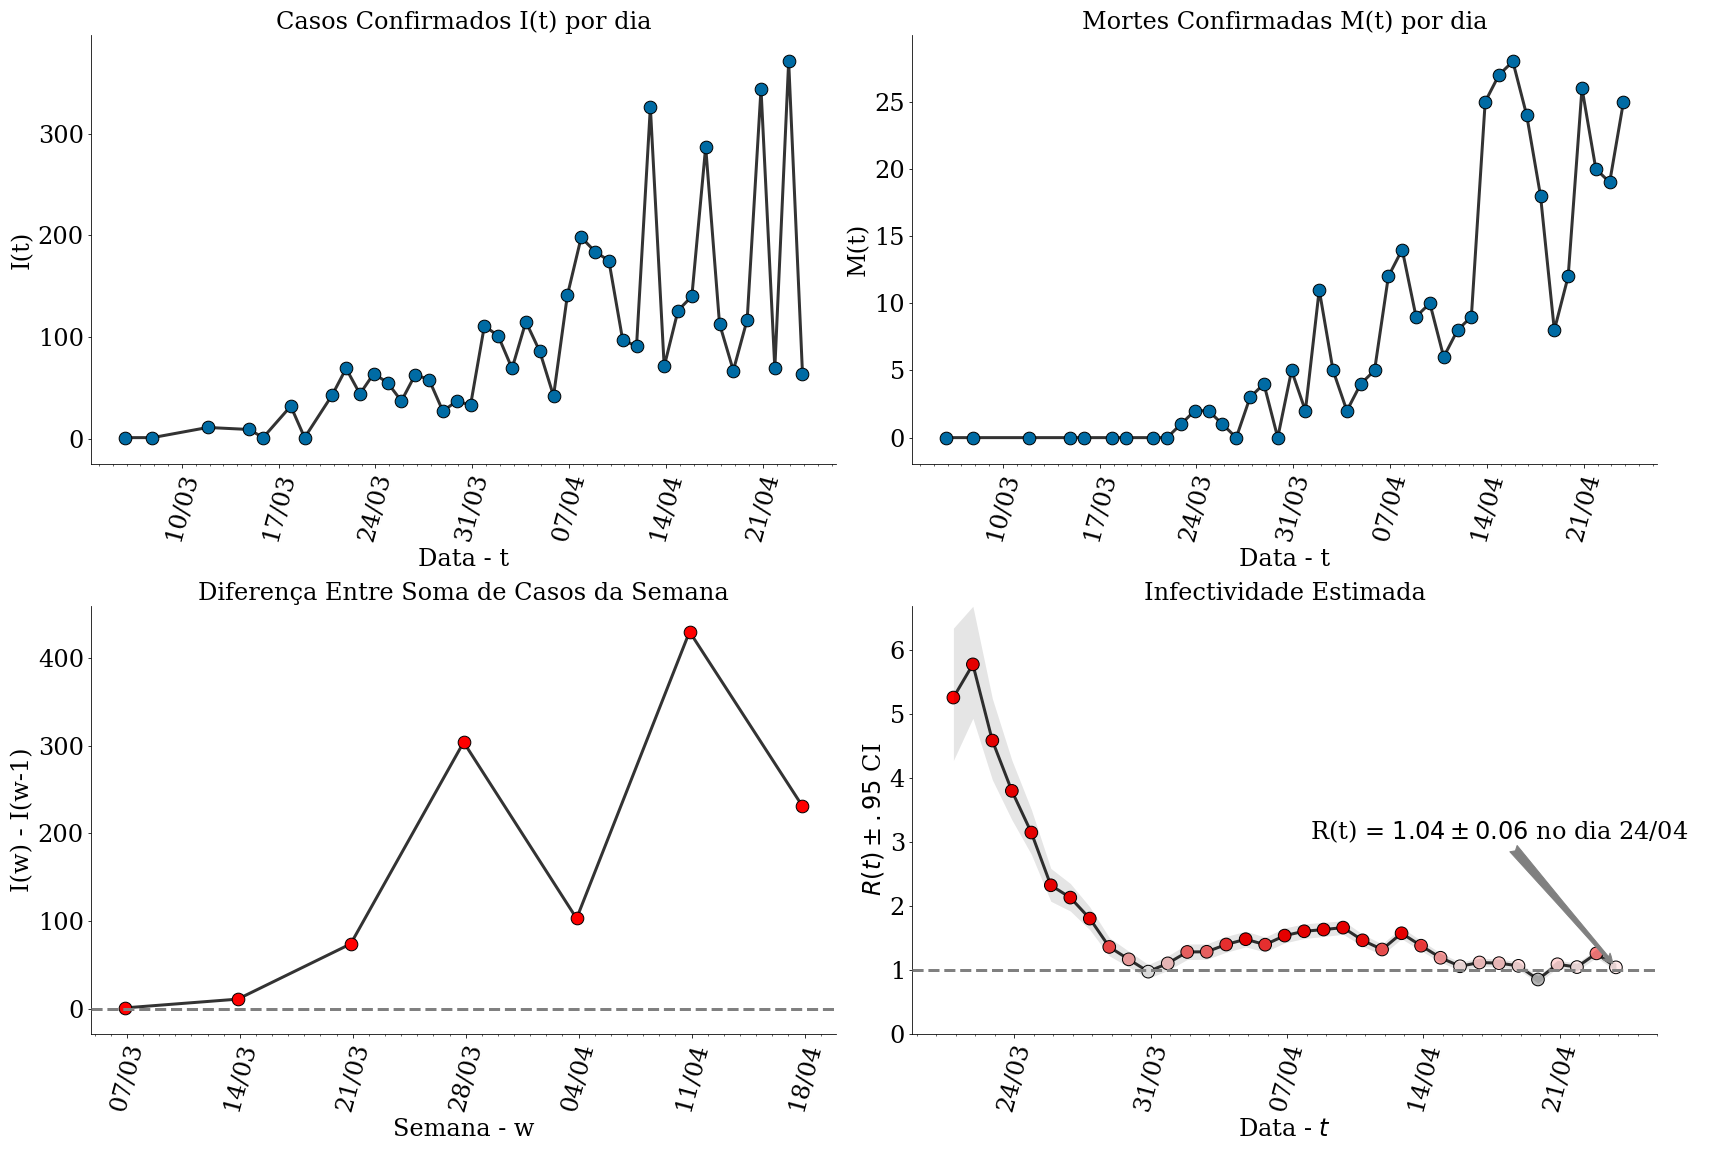 Casos Confirmados I(t) por dia
I(t)
300
200
100
0
10/03 17/03 24/03 31/03 07/04 14/04 21/04
Data - t
Mortes Confirmadas M(t) por dia
M(t)
25
20
15
10
5
0
10/03 17/03 24/03 31/03 07/04 14/04 21/04
Data - t
Diferença Entre Soma de Casos da Semana
I(w) - I(w-1)
400
300
200
100
0
07/03 14/03 21/03 28/03 04/04 11/04 18/04
Semana - w
Infectividade Estimada
R(t) ± .95 CI
6
5
4
3
2
1
0
R(t) = 1.04 ± 0.06 no dia 24/04
24/03 31/03 07/04 14/04 21/04
Data - t